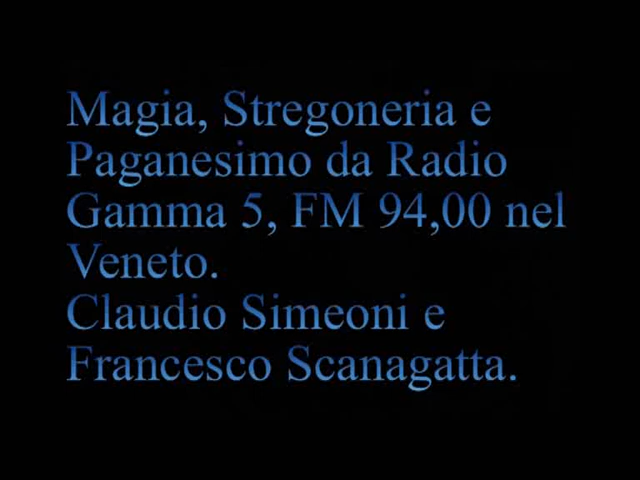 Magia, Stregoneria e
Paganesimo da Radio
Gamma 5, FM 94,00 nel
Veneto.
Claudio Simeoni e
Francesco Scanagatta.